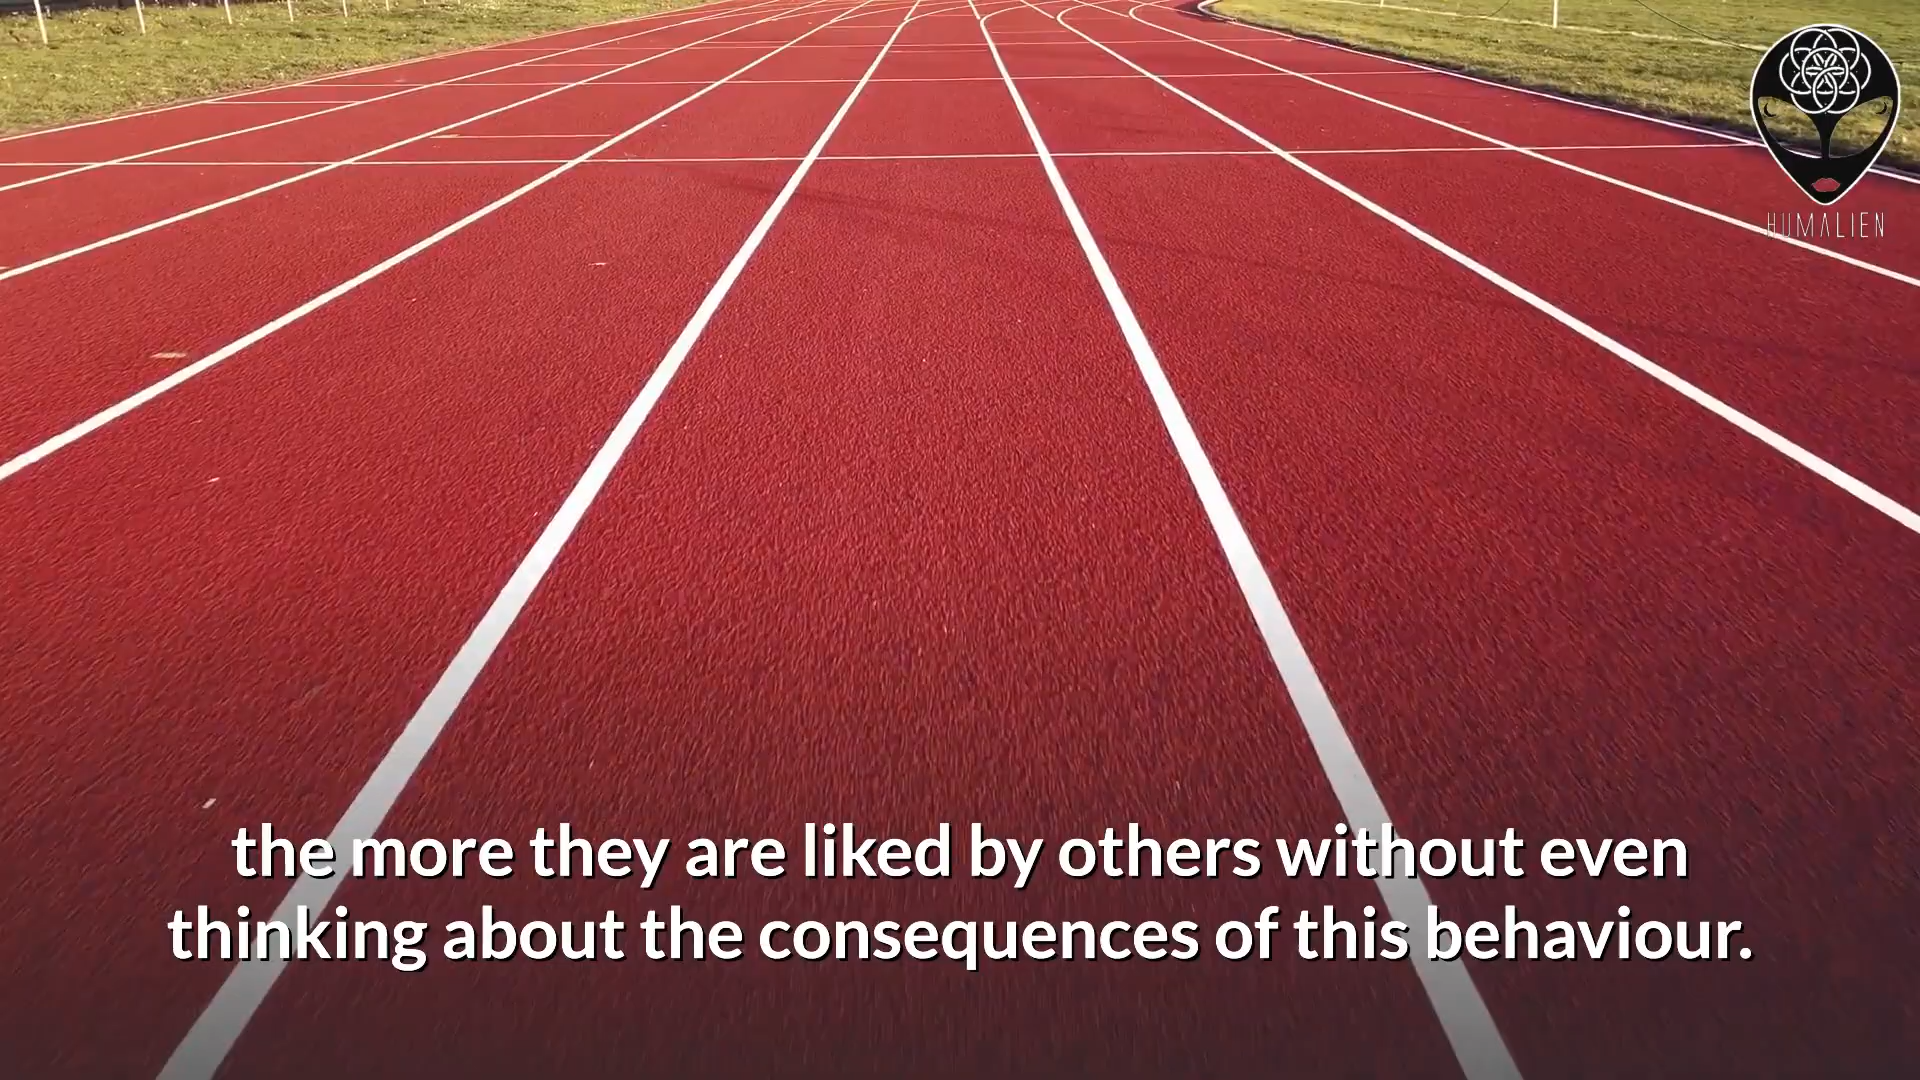 HUMALIEN
the more they are liked by others without even
thinking about the consequences of this behaviour.